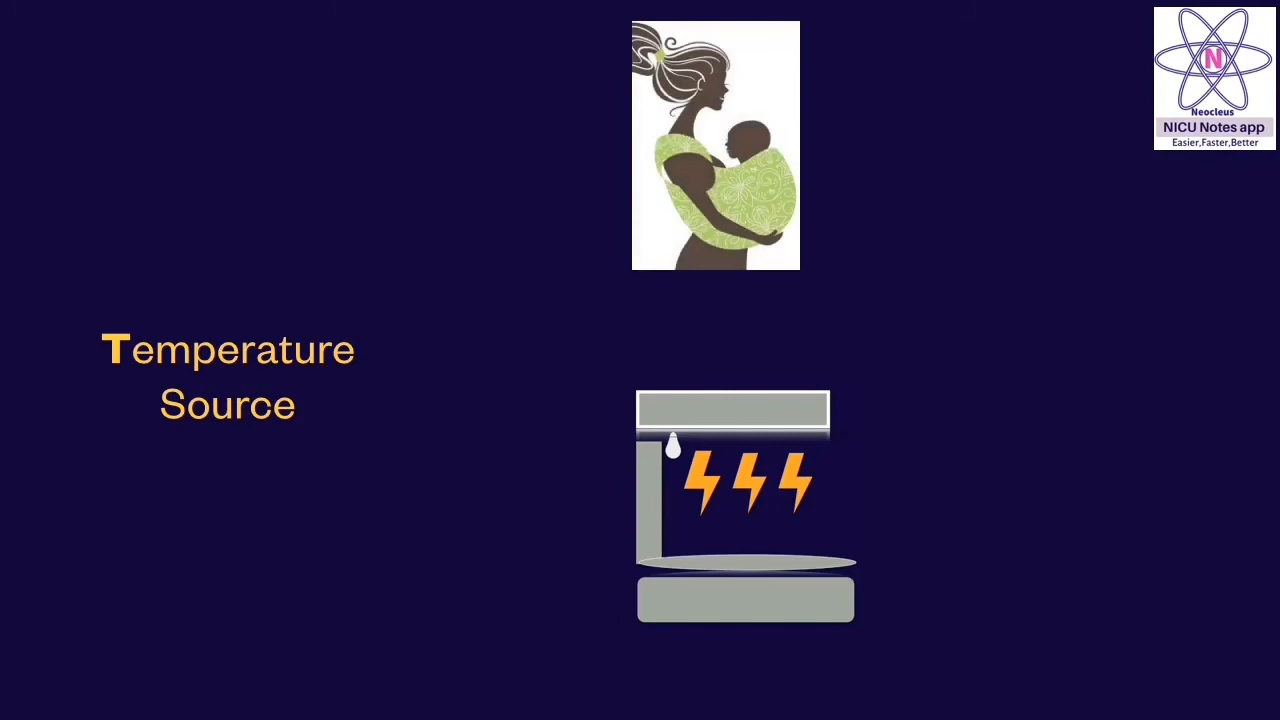 N
Neocleus
NICU Notes app
Easier,Faster,Better
Temperature
Source